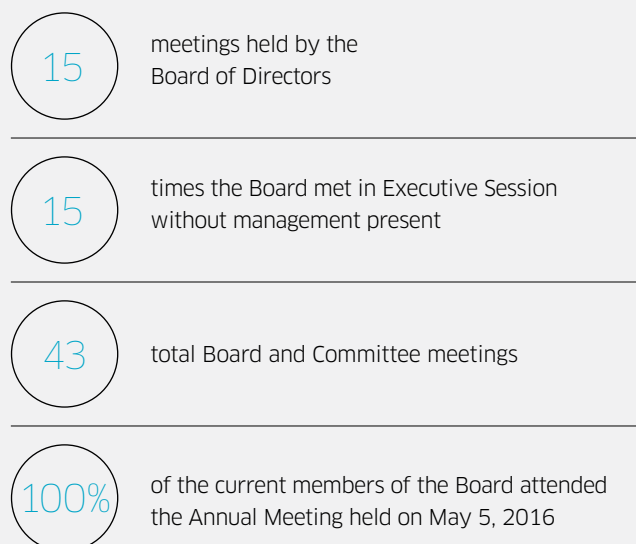 15
meetings held by the
Board of Directors
15
times the Board met in Executive Session
without management present
43
total Board and Committee meetings
100%
of the current members of the Board attended
the Annual Meeting held on May 5, 2016